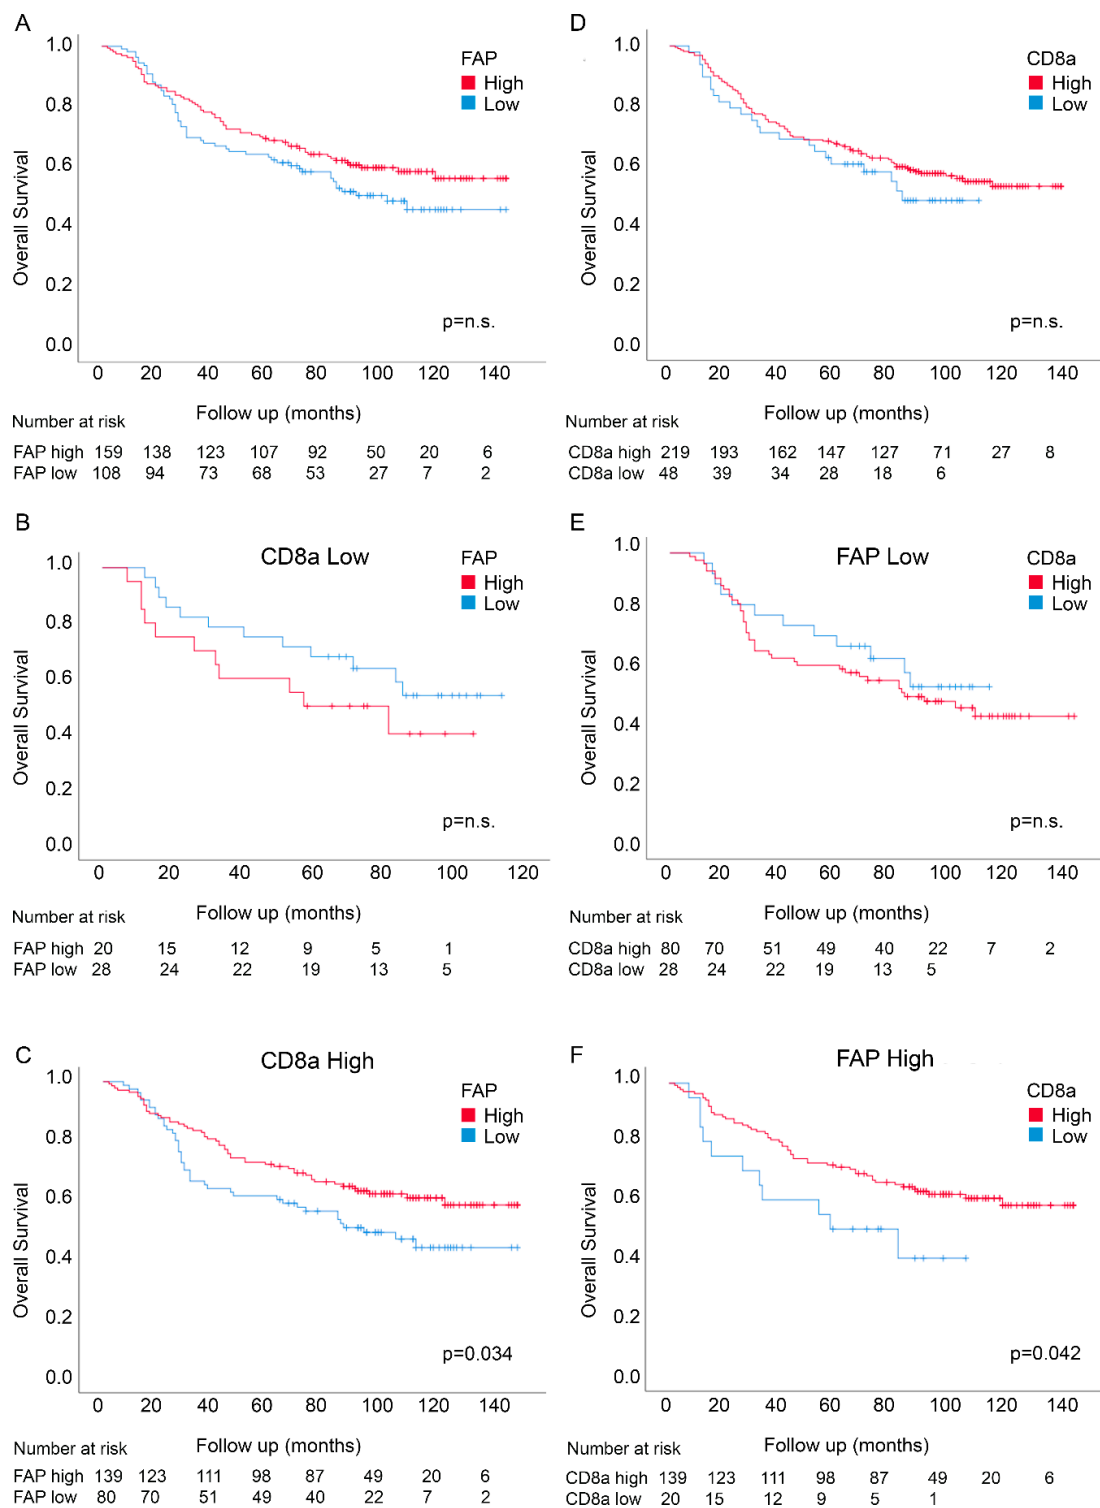 A
FAP
High
Low
1.0
0.8
0.6
0.4
0.2
0.0
Overall Survival
p=n.s.
0 20 40 60 80 100 120 140
Follow up (months)
Number at risk
FAP high 159 138 123 107 92 50 20 6
FAP low 108 94 73 68 53 27 7 2
D
CD8a
High
Low
1.0
0.8
0.6
0.4
0.2
0.0
Overall Survival
p=n.s.
0 20 40 60 80 100 120 140
Follow up (months)
Number at risk
CD8a high 219 193 162 147 127 71 27 8
CD8a low 48 39 34 28 18 6
B
CD8a Low
FAP
High
Low
1.0
0.8
0.6
0.4
0.2
0.0
Overall Survival
p=n.s.
0 20 40 60 80 100 120
Follow up (months)
Number at risk
FAP high 20 15 12 9 5 1
FAP low 28 24 22 19 13 5
E
FAP Low
CD8a
High
Low
1.0
0.8
0.6
0.4
0.2
0.0
Overall Survival
p=n.s.
0 20 40 60 80 100 120 140
Follow up (months)
Number at risk
CD8a high 80 70 51 49 40 22 7 2
CD8a low 28 24 22 19 13 5
C
CD8a High
FAP
High
Low
1.0
0.8
0.6
0.4
0.2
0.0
Overall Survival
p=0.034
0 20 40 60 80 100 120 140
Follow up (months)
Number at risk
FAP high 139 123 111 98 87 49 20 6
FAP low 80 70 51 49 40 22 7 2
F
FAP High
CD8a
High
Low
1.0
0.8
0.6
0.4
0.2
0.0
Overall Survival
p=0.042
0 20 40 60 80 100 120 140
Follow up (months)
Number at risk
CD8a high 139 123 111 98 87 49 20 6
CD8a low 20 15 12 9 5 1